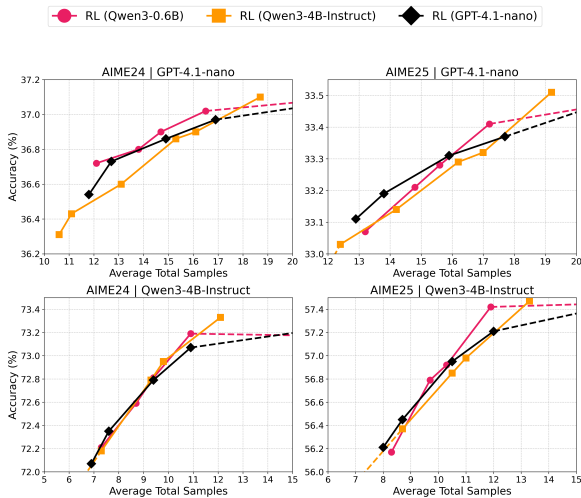 RL (Qwen3-0.6B) RL (Qwen3-4B-Instruct) RL (GPT-4.1-nano)
AIME24 | GPT-4.1-nano
Accuracy (%)
37.2
37.0
36.8
36.6
36.4
36.2
10 11 12 13 14 15 16 17 18 19 20
Average Total Samples
AIME25 | GPT-4.1-nano
33.5
33.4
33.3
33.2
33.1
33.0
12 13 14 15 16 17 18 19 20
Average Total Samples
AIME24 | Qwen3-4B-Instruct
Accuracy (%)
73.4
73.2
73.0
72.8
72.6
72.4
72.2
72.0
5 6 7 8 9 10 11 12 13 14 15
Average Total Samples
AIME25 | Qwen3-4B-Instruct
57.4
57.2
57.0
56.8
56.6
56.4
56.2
56.0
6 7 8 9 10 11 12 13 14 15
Average Total Samples